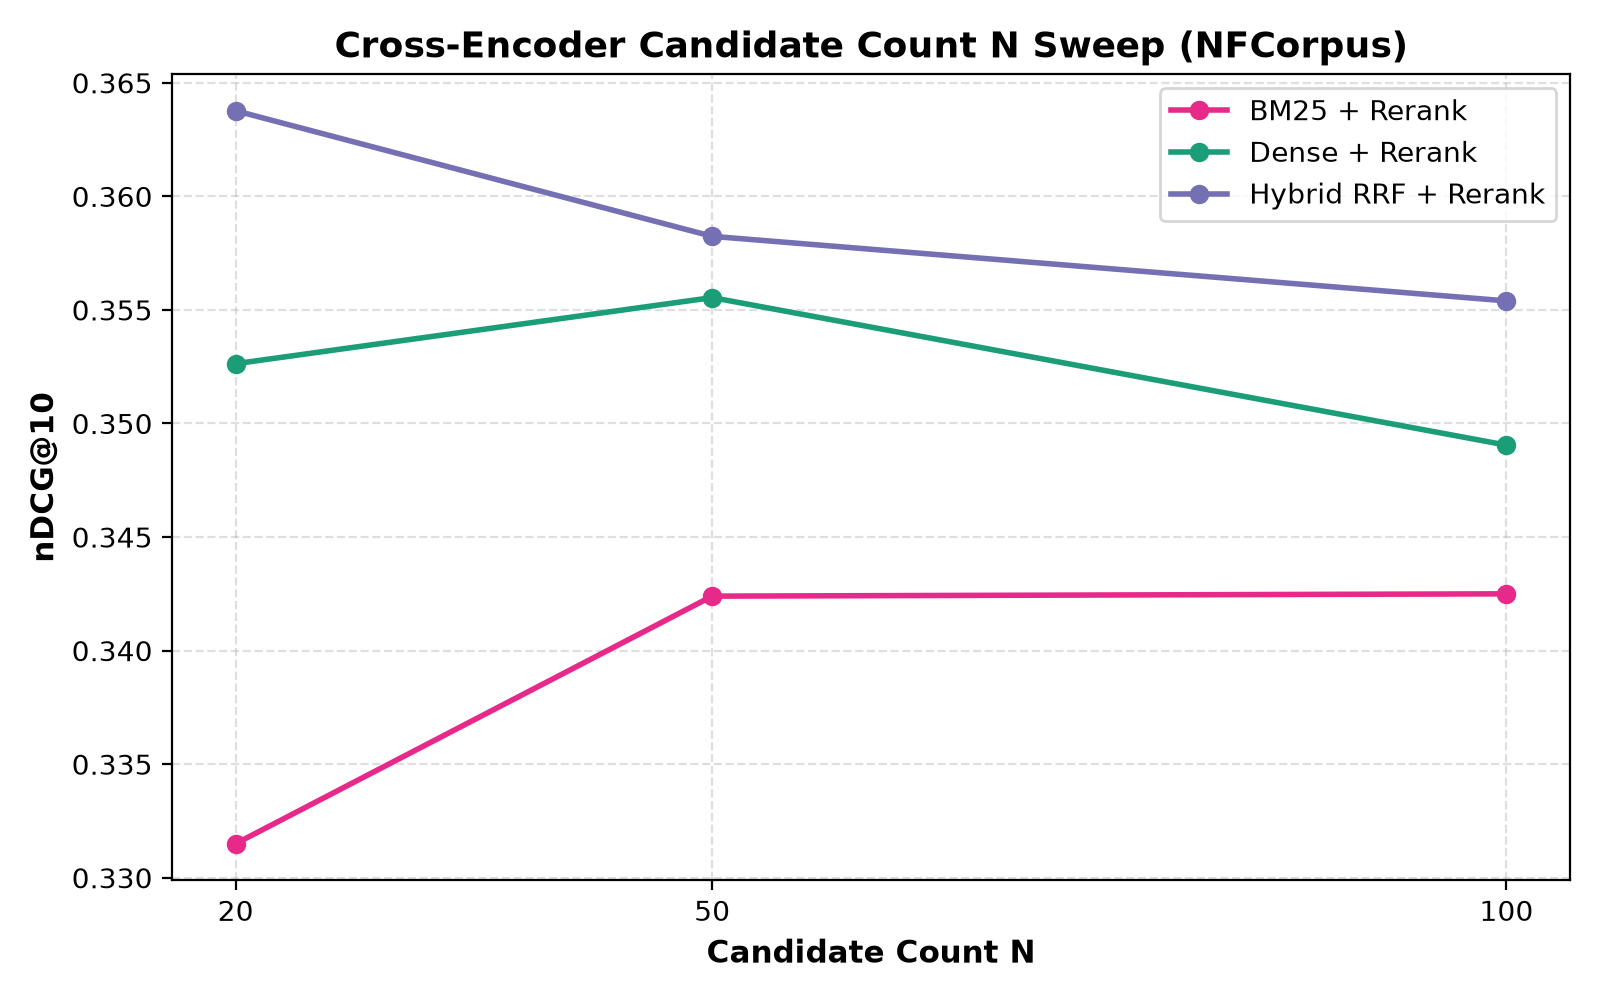 Cross-Encoder Candidate Count N Sweep (NFCorpus)
BM25 + Rerank
Dense + Rerank
Hybrid RRF + Rerank
nDCG@10
0.365
0.360
0.355
0.350
0.345
0.340
0.335
0.330
20 50 100
Candidate Count N